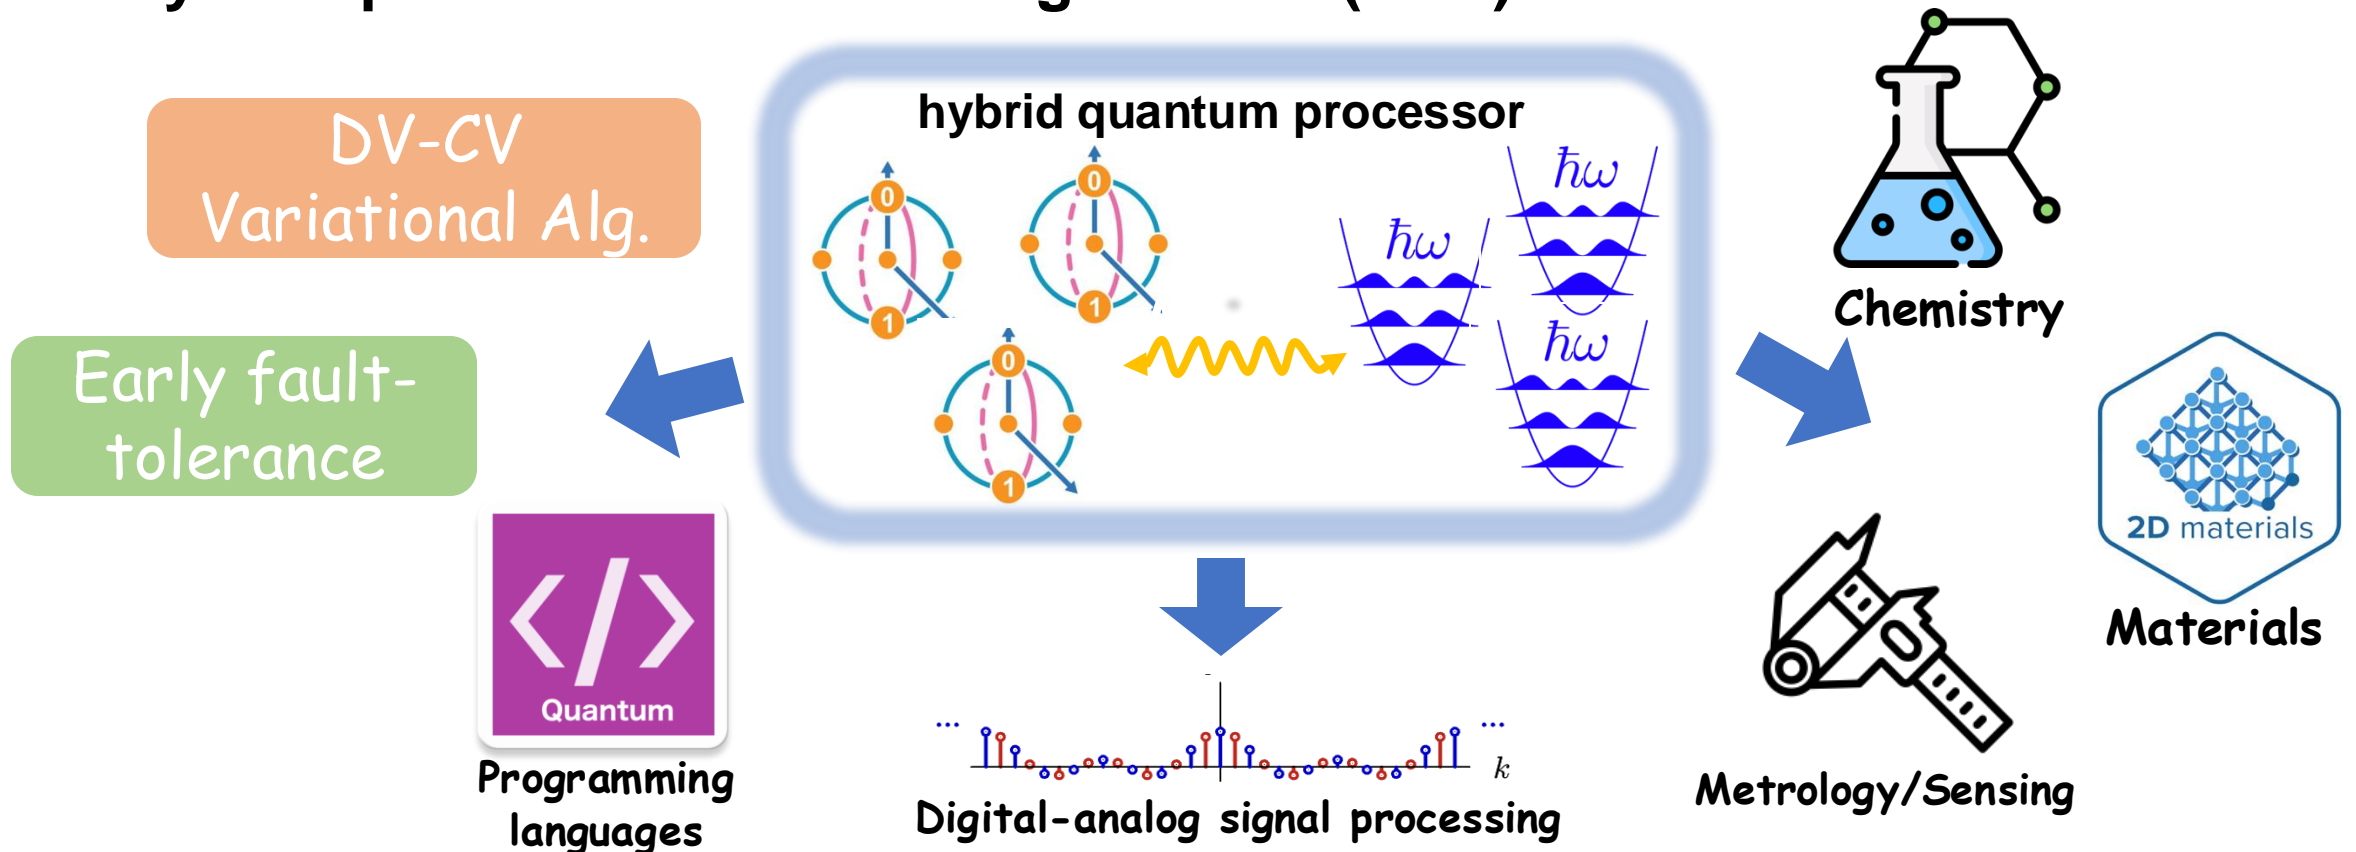 hybrid quantum processor
DV-CV
Variational Alg.
0
1
0
1
0
1
ħω
ħω
ħω
Chemistry
Early fault-
tolerance
2D materials
Materials
Quantum
Programming
languages
...
...
k
Digital-analog signal processing
Metrology/Sensing